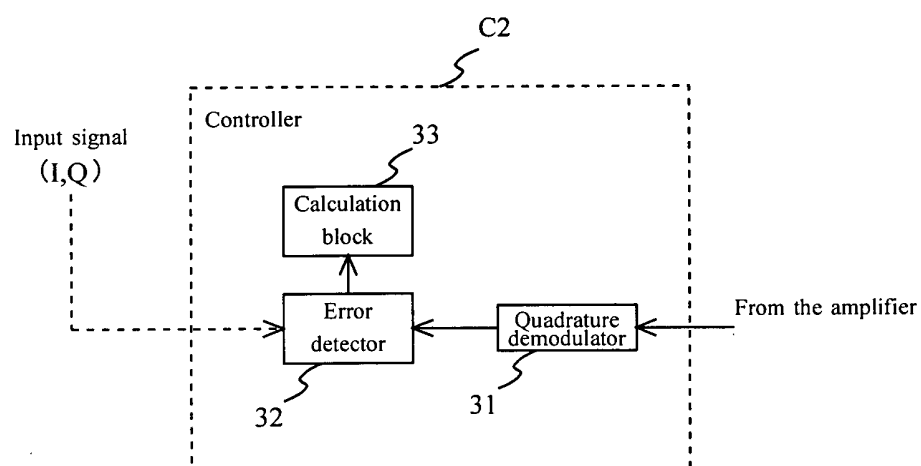 C2
Controller
Input signal
(I,Q)
33
Calculation
block
From the amplifier
Error
detector
Quadrature
demodulator
32
31